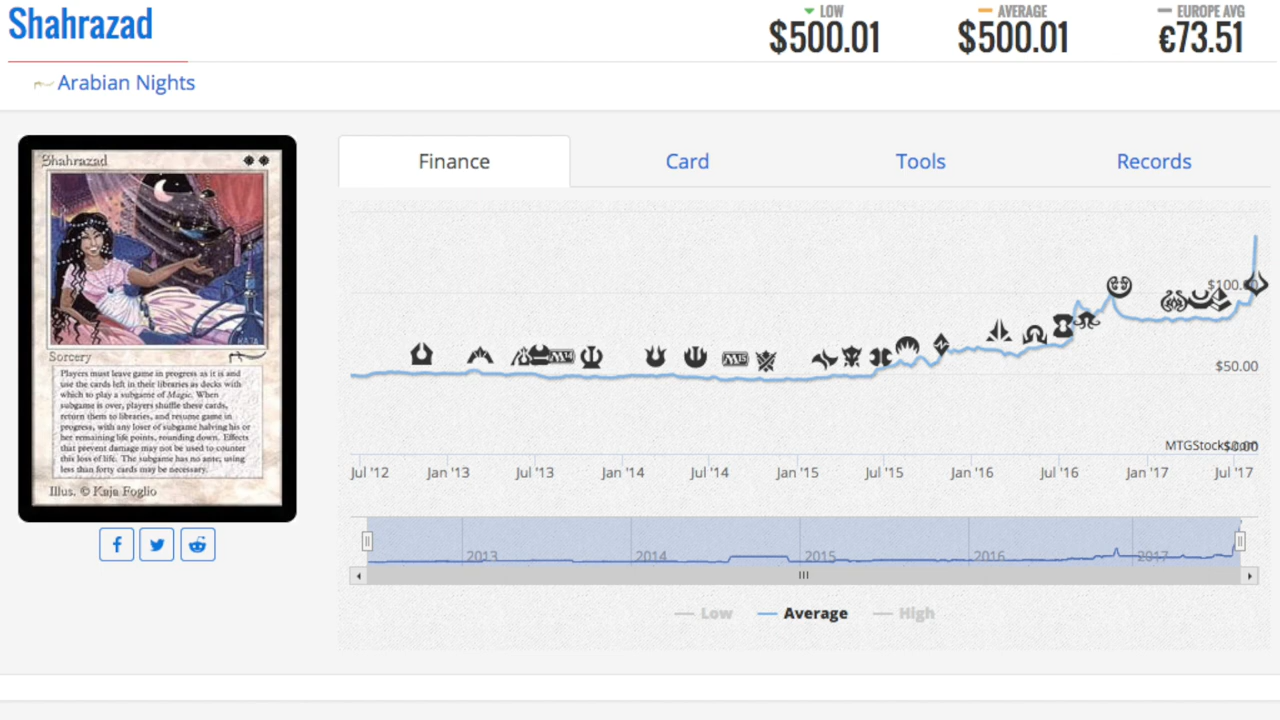 Shahrazad
LOW
$500.01
AVERAGE
$500.01
EUROPE AVG
€73.51
Arabian Nights
Shahrazad
Sorcery
Players must leave game in progress as it is and
use the cards left in their libraries as decks with
which to play a subgame of Magic. When
subgame is over, players shuffle these cards,
return them to libraries, and resume game in
progress, with any loser of subgame halving his or
her remaining life points, rounding down. Effects
that prevent damage may not be used to counter
this loss of life. The subgame has no ante; using
less than forty cards may be necessary.
Illus. © Kaja Foglio
Finance
Card
Tools
Records
$50.00
MTGStocks.com
$0.00
Jul '12
Jan '13
Jul '13
Jan '14
Jul '14
Jan '15
Jul '15
Jan '16
Jul '16
Jan '17
Jul '17
M14
M15
2013
2014
2015
2016
2017
Low
Average
High